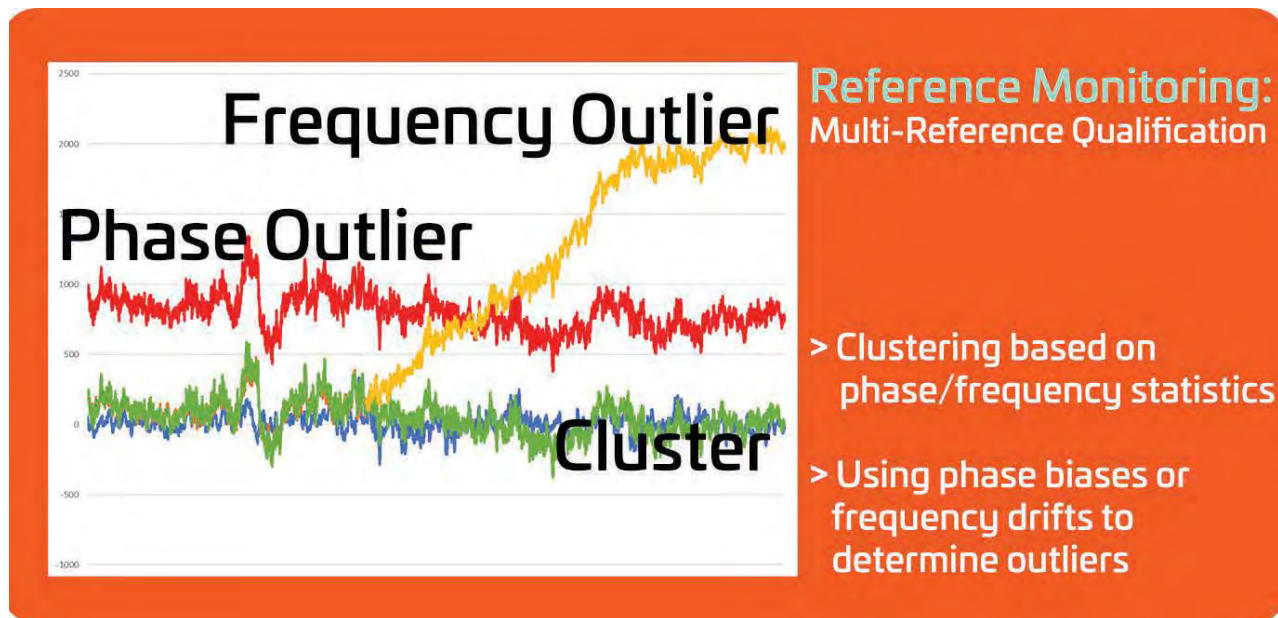 2500
Frequency Outlier
2000
Phase Outlier
1000
500
0
Cluster
-500
-1000
Reference Monitoring:
Multi-Reference Qualification
> Clustering based on
phase/frequency statistics
> Using phase biases or
frequency drifts to
determine outliers